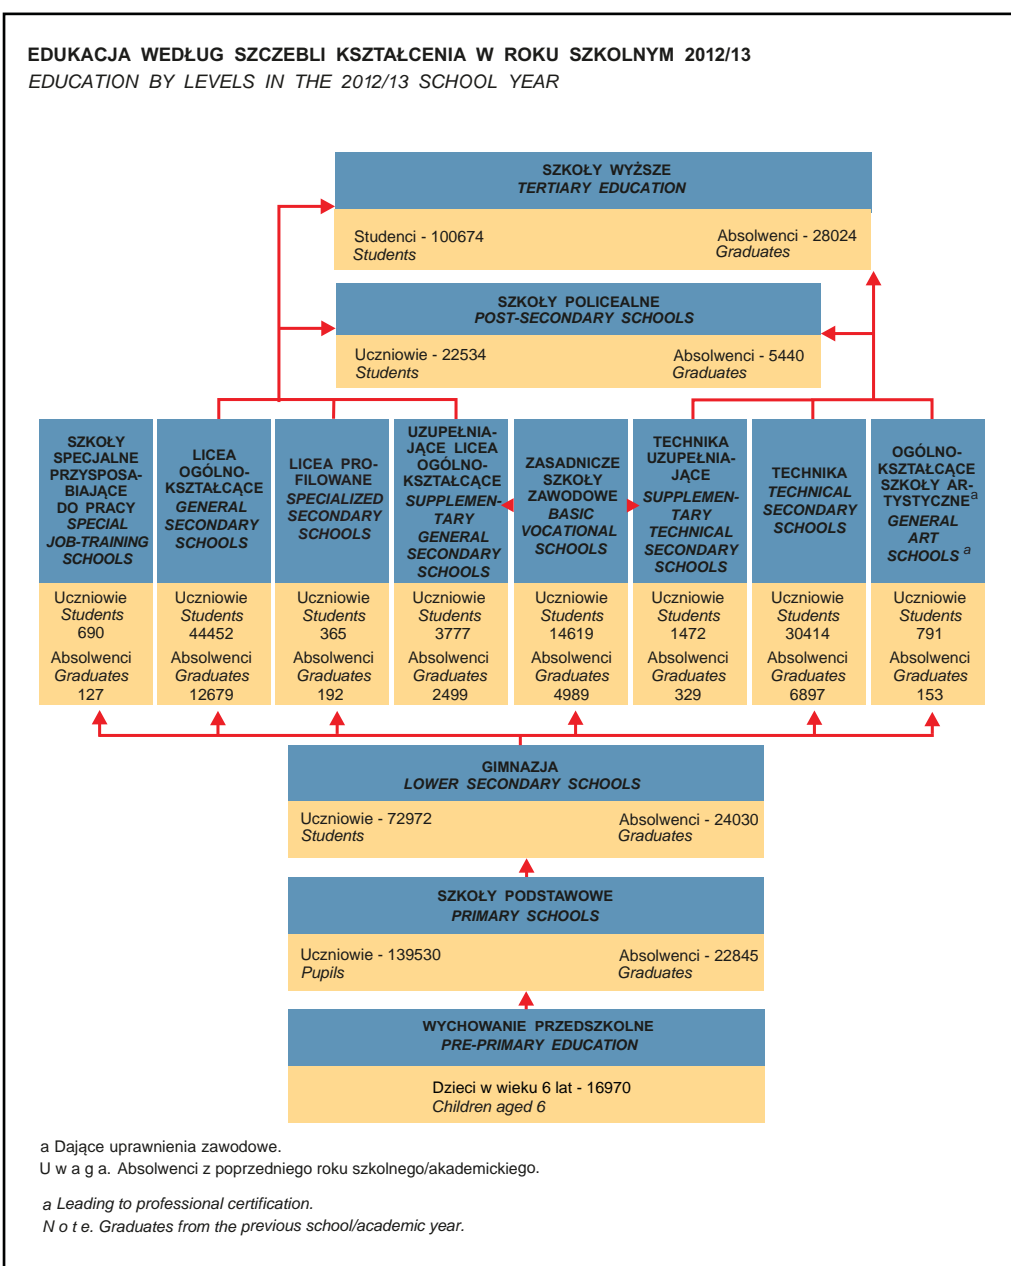 EDUKACJA WEDŁUG SZCZEBLI KSZTAŁCENIA W ROKU SZKOLNYM 2012/13
EDUCATION BY LEVELS IN THE 2012/13 SCHOOL YEAR
SZKOŁY WYŻSZE
TERTIARY EDUCATION
Studenci - 100674
Students
Absolwenci - 28024
Graduates
SZKOŁY POLICEALNE
POST-SECONDARY SCHOOLS
Uczniowie - 22534
Students
Absolwenci - 5440
Graduates
SZKOŁY
SPECJALNE
PRZYSPOSA-
BIAJĄCE
DO PRACY
SPECIAL
JOB-TRAINING
SCHOOLS
Uczniowie
Students
690
Absolwenci
Graduates
127
LICEA
OGÓLNO-
KSZTAŁCĄCE
GENERAL
SECONDARY
SCHOOLS
Uczniowie
Students
44452
Absolwenci
Graduates
12679
LICEA PRO-
FILOWANE
SPECIALIZED
SECONDARY
SCHOOLS
Uczniowie
Students
365
Absolwenci
Graduates
192
UZUPEŁNIA-
JĄCE LICEA
OGÓLNO-
KSZTAŁCĄCE
SUPPLEMEN-
TARY
GENERAL
SECONDARY
SCHOOLS
Uczniowie
Students
3777
Absolwenci
Graduates
2499
ZASADNICZE
SZKOŁY
ZAWODOWE
BASIC
VOCATIONAL
SCHOOLS
Uczniowie
Students
14619
Absolwenci
Graduates
4989
TECHNIKA
UZUPEŁNIA-
JĄCE
SUPPLEMEN-
TARY
TECHNICAL
SECONDARY
SCHOOLS
Uczniowie
Students
1472
Absolwenci
Graduates
329
TECHNIKA
TECHNICAL
SECONDARY
SCHOOLS
Uczniowie
Students
30414
Absolwenci
Graduates
6897
OGÓLNO-
KSZTAŁCĄCE
SZKOŁY AR-
TYSTYCZNE a
GENERAL
ART
SCHOOLS a
Uczniowie
Students
791
Absolwenci
Graduates
153
GIMNAZJA
LOWER SECONDARY SCHOOLS
Uczniowie - 72972
Students
Absolwenci - 24030
Graduates
SZKOŁY PODSTAWOWE
PRIMARY SCHOOLS
Uczniowie - 139530
Pupils
Absolwenci - 22845
Graduates
WYCHOWANIE PRZEDSZKOLNE
PRE-PRIMARY EDUCATION
Dzieci w wieku 6 lat - 16970
Children aged 6
a Dające uprawnienia zawodowe.
U w a g a. Absolwenci z poprzedniego roku szkolnego/akademickiego.
a Leading to professional certification.
N o t e. Graduates from the previous school/academic year.